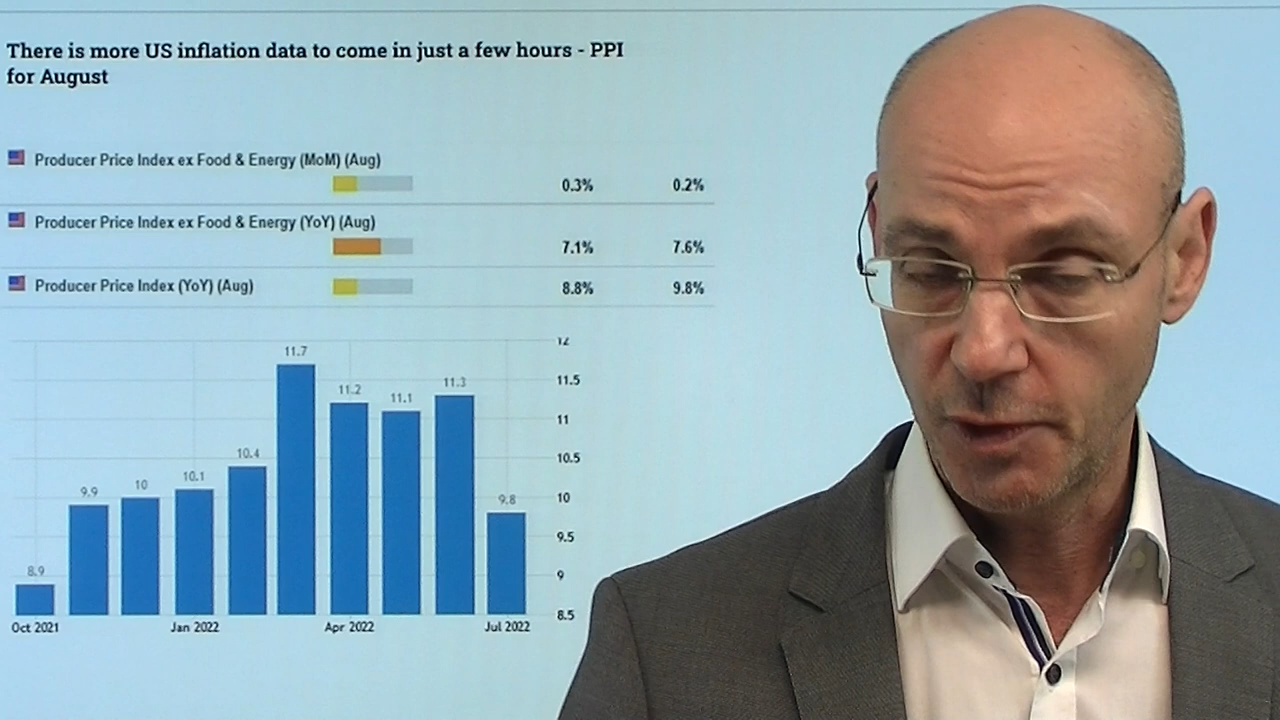 There is more US inflation data to come in just a few hours - PPI
for August
Producer Price Index ex Food & Energy (MoM) (Aug)
0.3% 0.2%
Producer Price Index ex Food & Energy (YoY) (Aug)
7.1% 7.6%
Producer Price Index (YoY) (Aug)
8.8% 9.8%
12
11.7
11.5
11.2
11.1
11.3
11
10.5
10.4
10.1
10
9.9
10
9.8
9.5
9
8.9
8.5
Oct 2021
Jan 2022
Apr 2022
Jul 2022